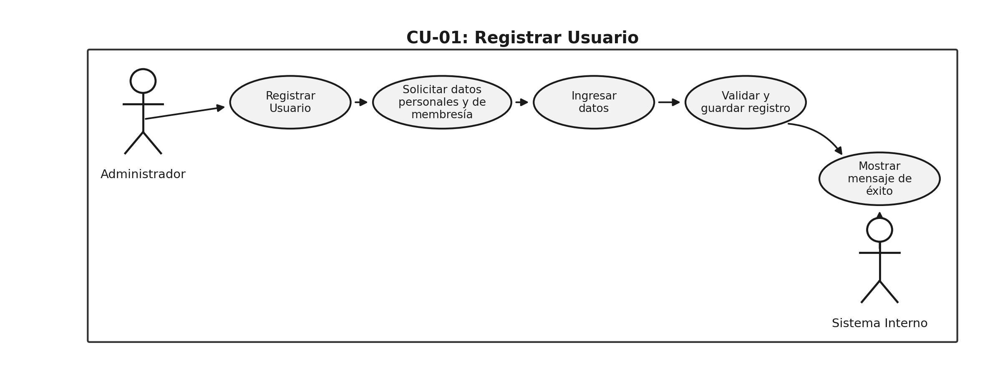 CU-01: Registrar Usuario
Administrador
Registrar
Usuario
Solicitar datos
personales y de
membresía
Ingresar
datos
Validar y
guardar registro
Mostrar
mensaje de
éxito
Sistema Interno